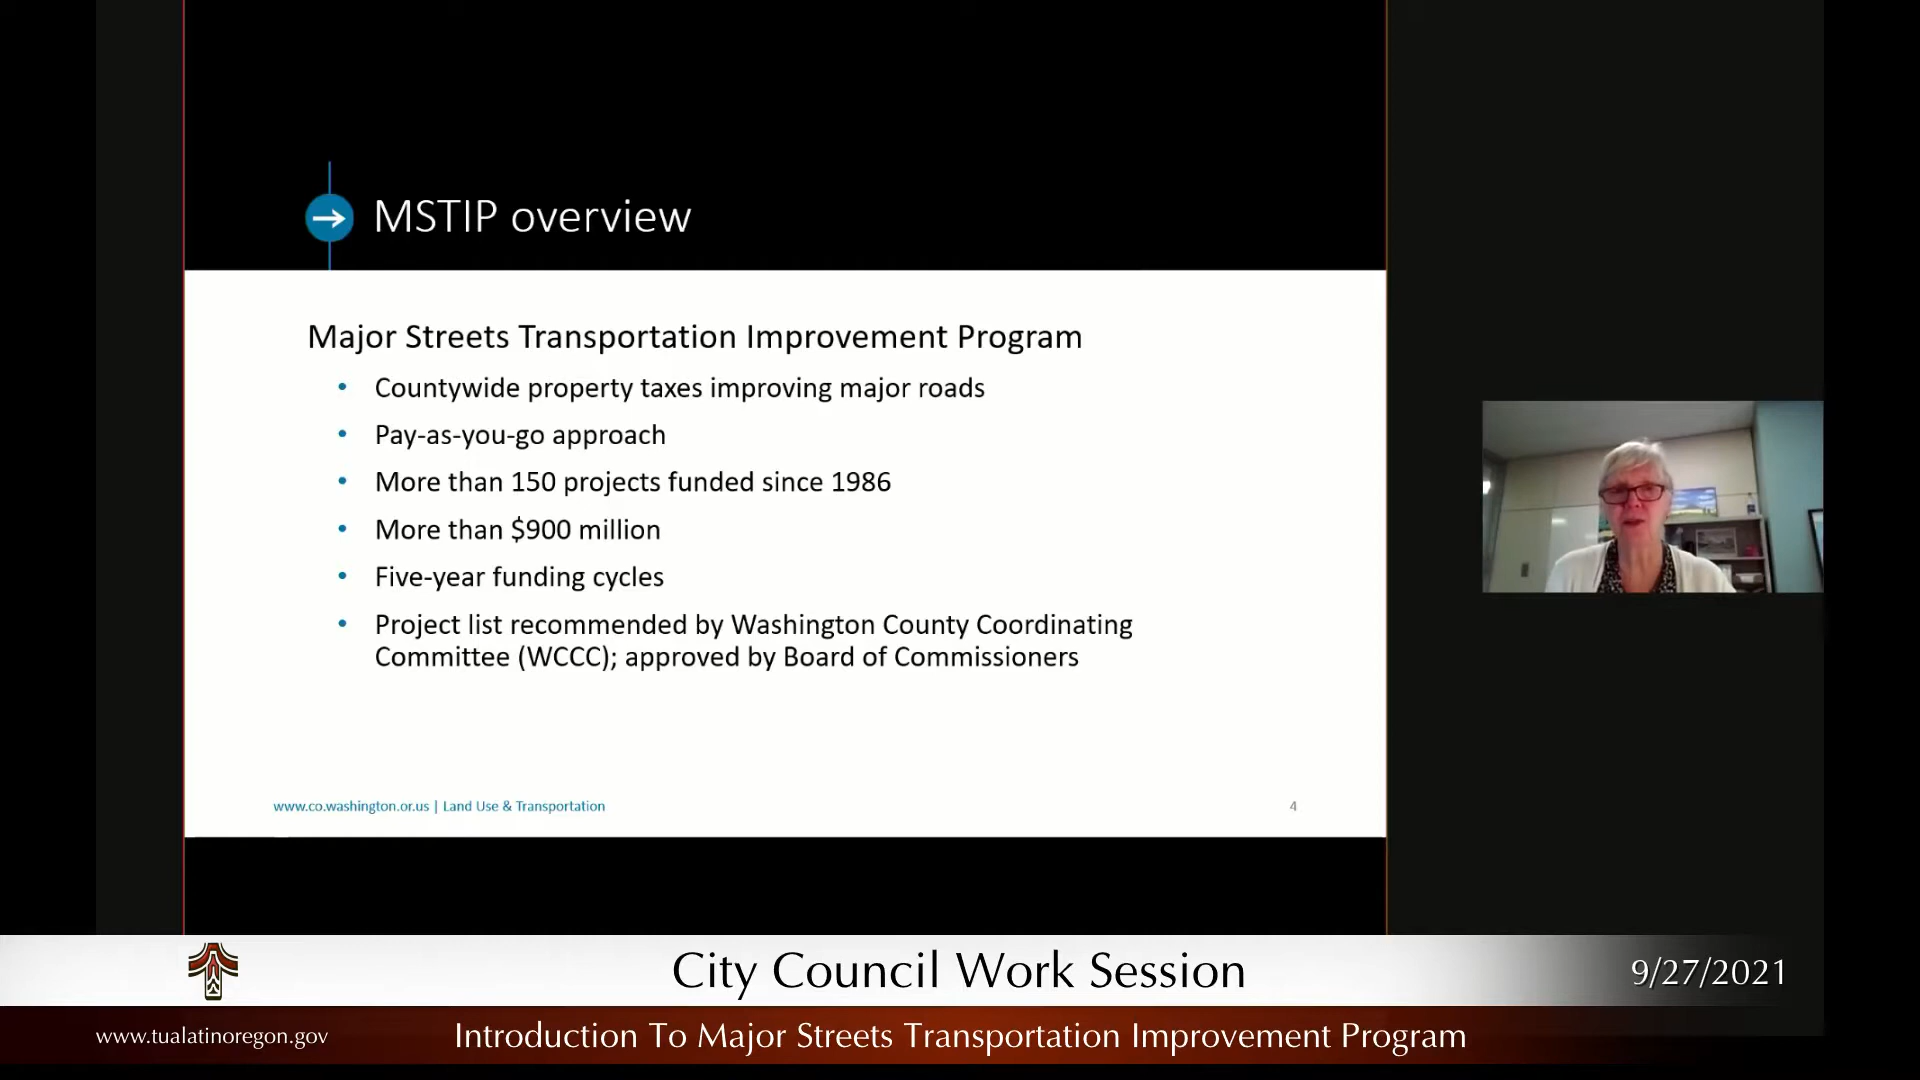 MSTIP overview
Major Streets Transportation Improvement Program
• Countywide property taxes improving major roads
• Pay-as-you-go approach
• More than 150 projects funded since 1986
• More than $900 million
• Five-year funding cycles
• Project list recommended by Washington County Coordinating
Committee (WCCC); approved by Board of Commissioners
www.co.washington.or.us | Land Use & Transportation
4
City Council Work Session
9/27/2021
www.tualatinoregon.gov
Introduction To Major Streets Transportation Improvement Program